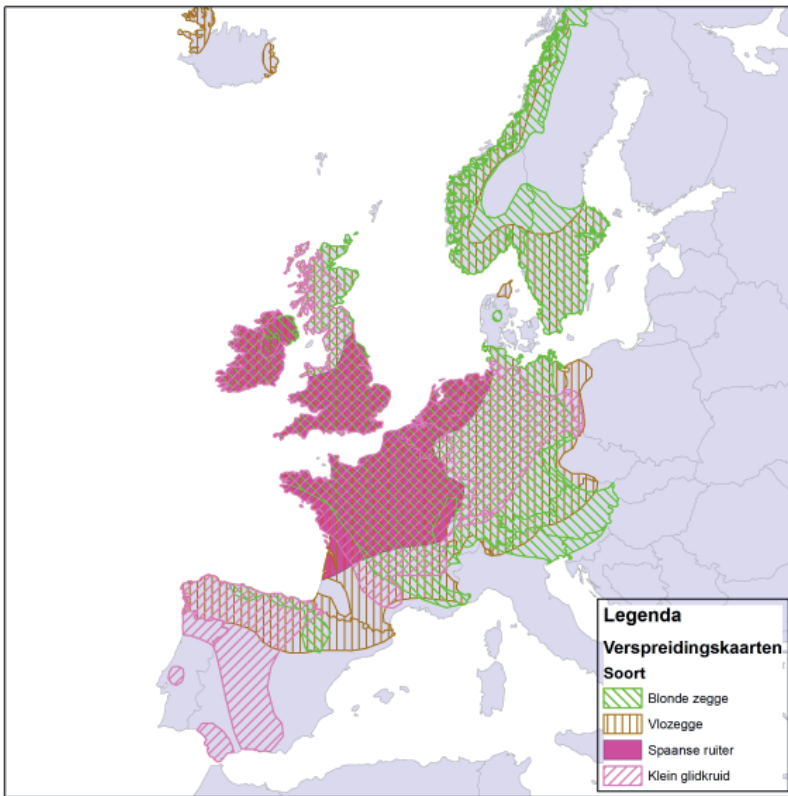 Legenda
Verspreidingskaarten
Soort
Blonde zegge
Vlozegge
Spaanse ruiter
Klein glidkruid